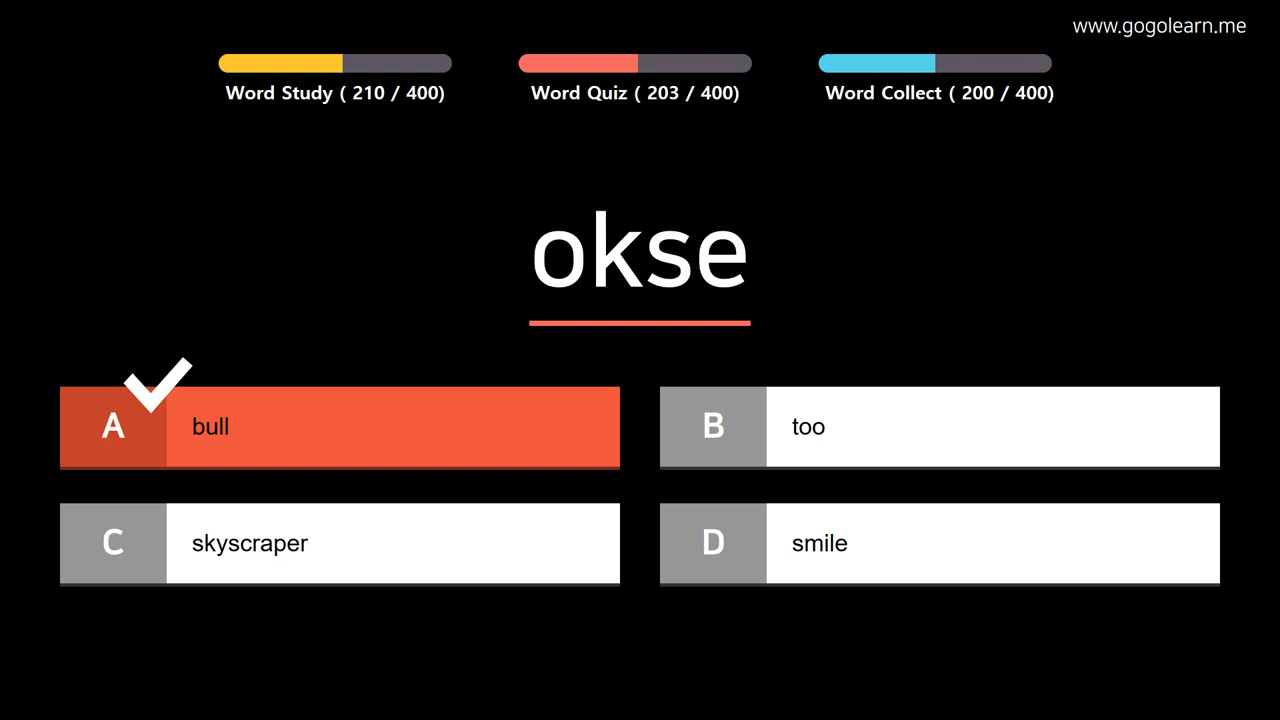 www.gogolearn.me
Word Study ( 210 / 400)
Word Quiz ( 203 / 400)
Word Collect ( 200 / 400)
okse
A bull
B too
C skyscraper
D smile